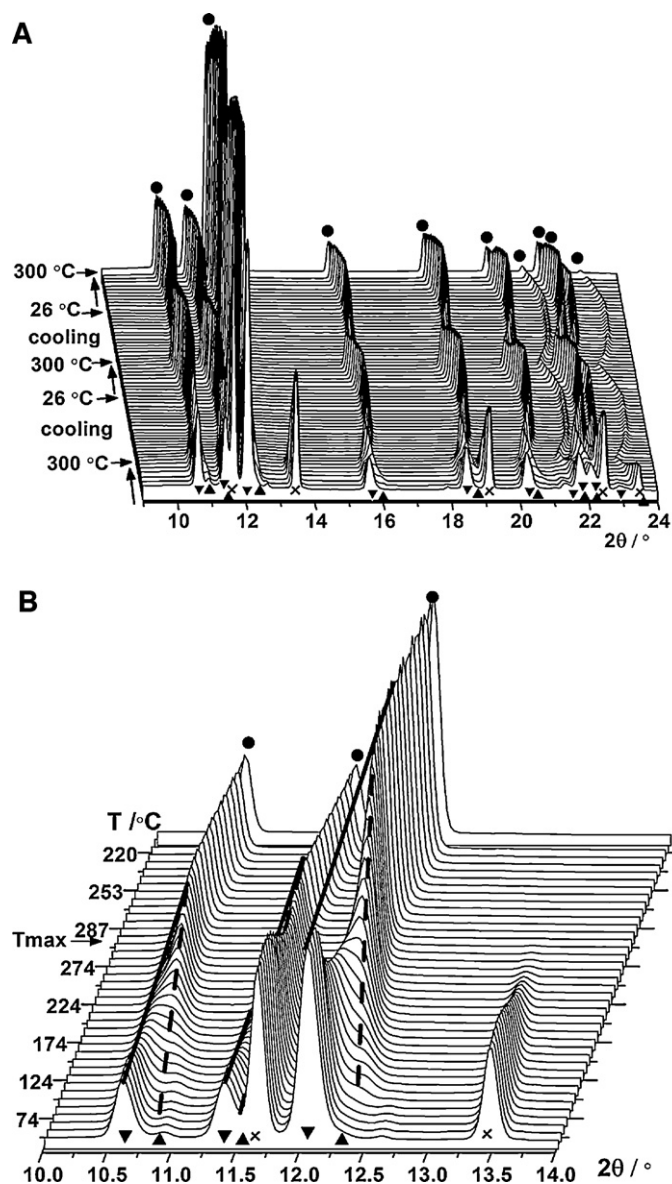 A
300 °C
26 °C
cooling
300 °C
26 °C
cooling
300 °C
10 12 14 16 18 20 22 24
2θ / °
B
T /°C
220
253
287
Tmax
274
224
174
124
74
10.0 10.5 11.0 11.5 12.0 12.5 13.0 13.5 14.0
2θ / °